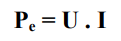 Pₑ = U . I